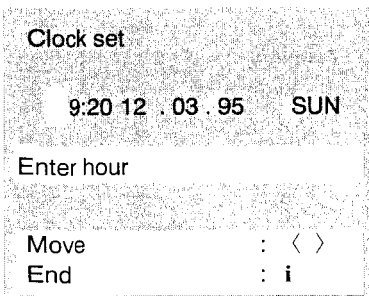 Clock set
9:20 12 . 03 . 95 SUN
Enter hour
Move : 〈 〉
End : i